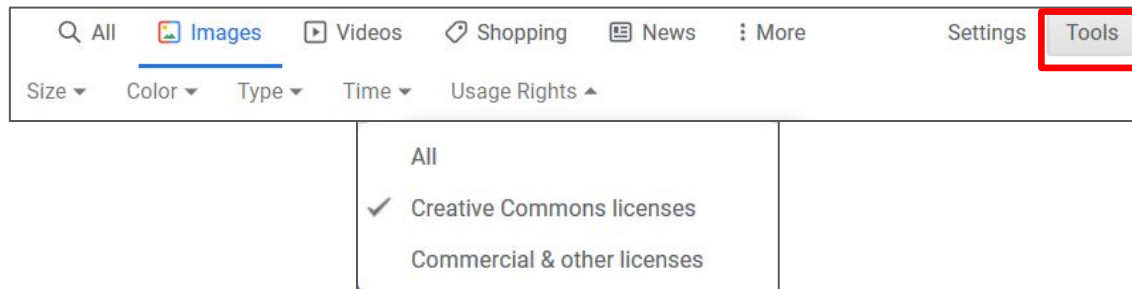 All Images Videos Shopping News More Settings Tools
Size Color Type Time Usage Rights
All
Creative Commons licenses
Commercial & other licenses